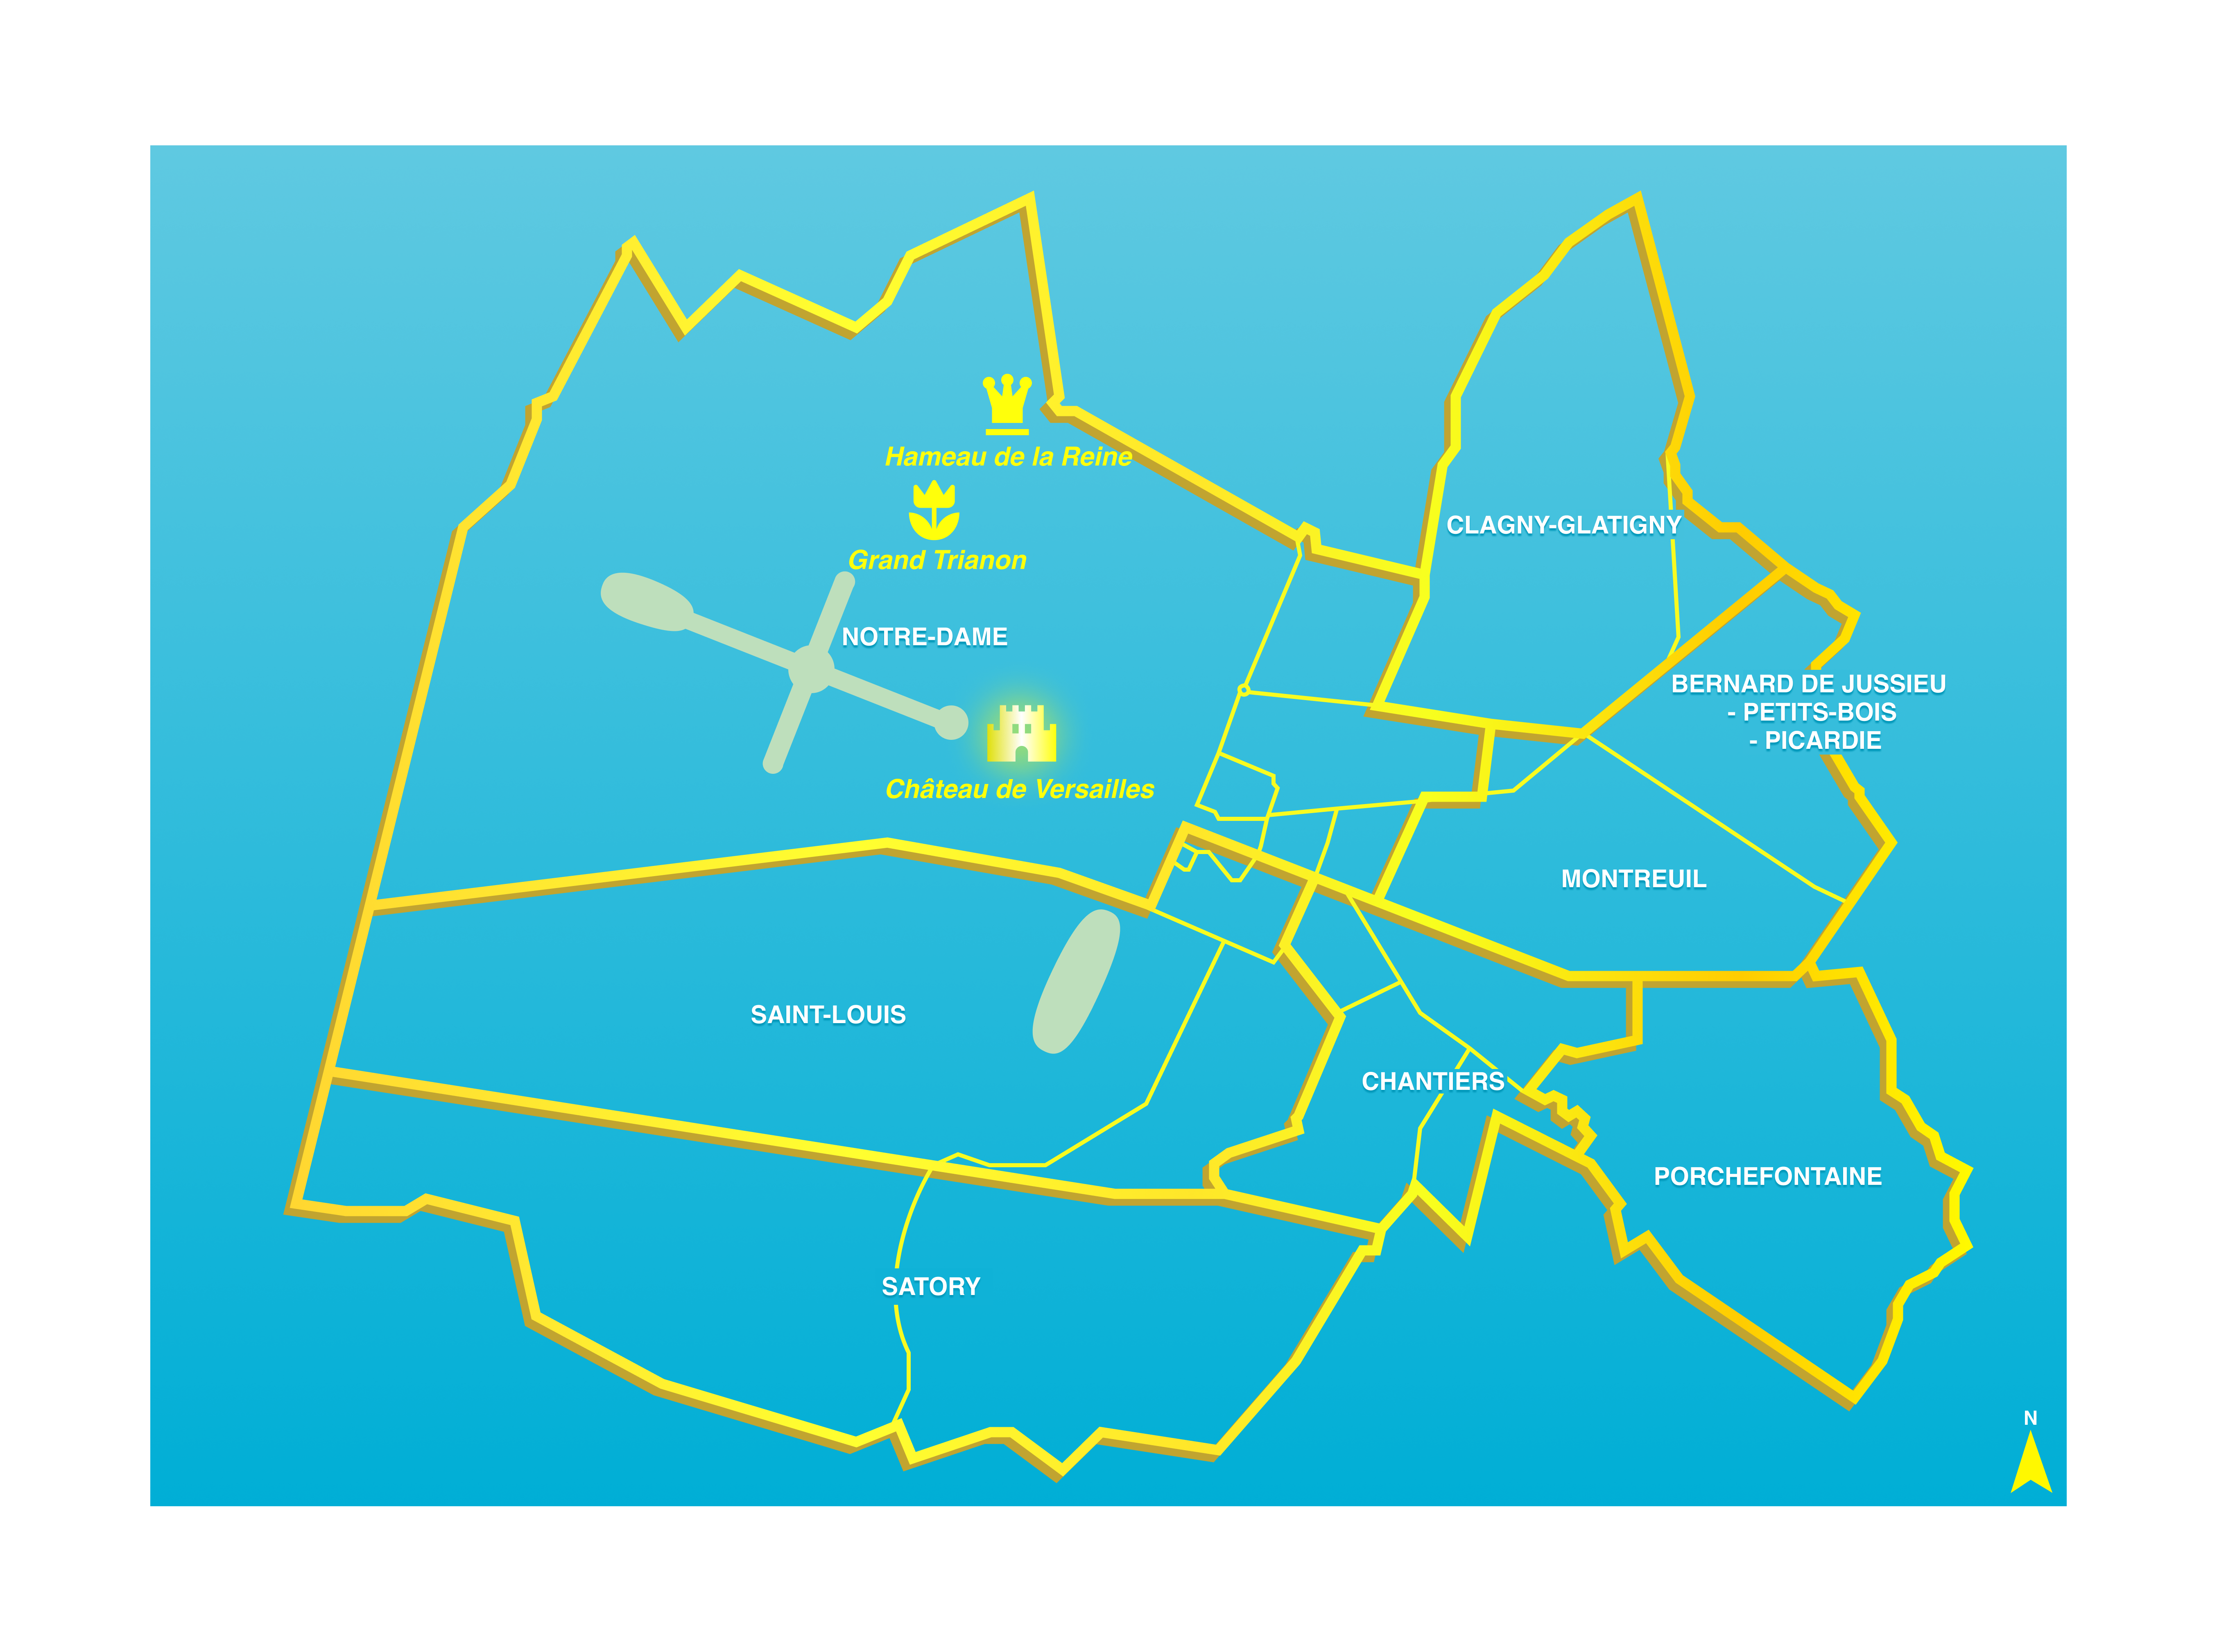 Hameau de la Reine
CLAGNY-GLATIGNY
Grand Trianon
NOTRE-DAME
BERNARD DE JUSSIEU
- PETITS-BOIS
- PICARDIE
Château de Versailles
MONTREUIL
SAINT-LOUIS
CHANTIERS
PORCHEFONTAINE
SATORY
N